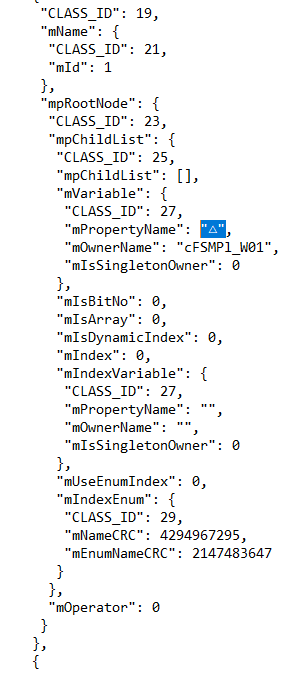 "CLASS_ID": 19,
"mName": {
"CLASS_ID": 21,
"mId": 1
},
"mpRootNode": {
"CLASS_ID": 23,
"mpChildList": {
"CLASS_ID": 25,
"mpChildList": [],
"mVariable": {
"CLASS_ID": 27,
"mPropertyName": "△",
"mOwnerName": "cFSMPl_W01",
"mIsSingletonOwner": 0
},
"mIsBitNo": 0,
"mIsArray": 0,
"mIsDynamicIndex": 0,
"mIndex": 0,
"mIndexVariable": {
"CLASS_ID": 27,
"mPropertyName": "",
"mOwnerName": "",
"mIsSingletonOwner": 0
},
"mUseEnumIndex": 0,
"mIndexEnum": {
"CLASS_ID": 29,
"mNameCRC": 4294967295,
"mEnumNameCRC": 2147483647
}
},
"mOperator": 0
}
},
{